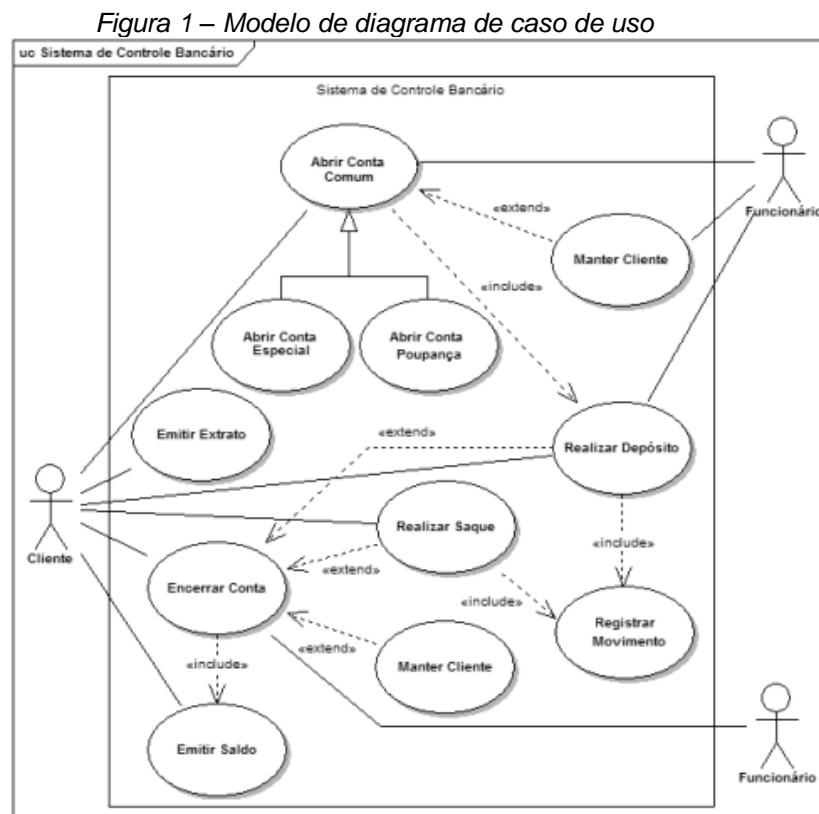 Figura 1 – Modelo de diagrama de caso de uso
uc Sistema de Controle Bancário
Sistema de Controle Bancário
Abrir Conta
Comum
Funcionário
«extend»
Manter Cliente
«include»
Abrir Conta
Especial
Abrir Conta
Poupança
Emitir Extrato
«extend»
Realizar Depósito
Cliente
Realizar Saque
«include»
«extend»
Encerrar Conta
«include»
Registrar
Movimento
«extend»
Manter Cliente
«include»
Emitir Saldo
Funcionário